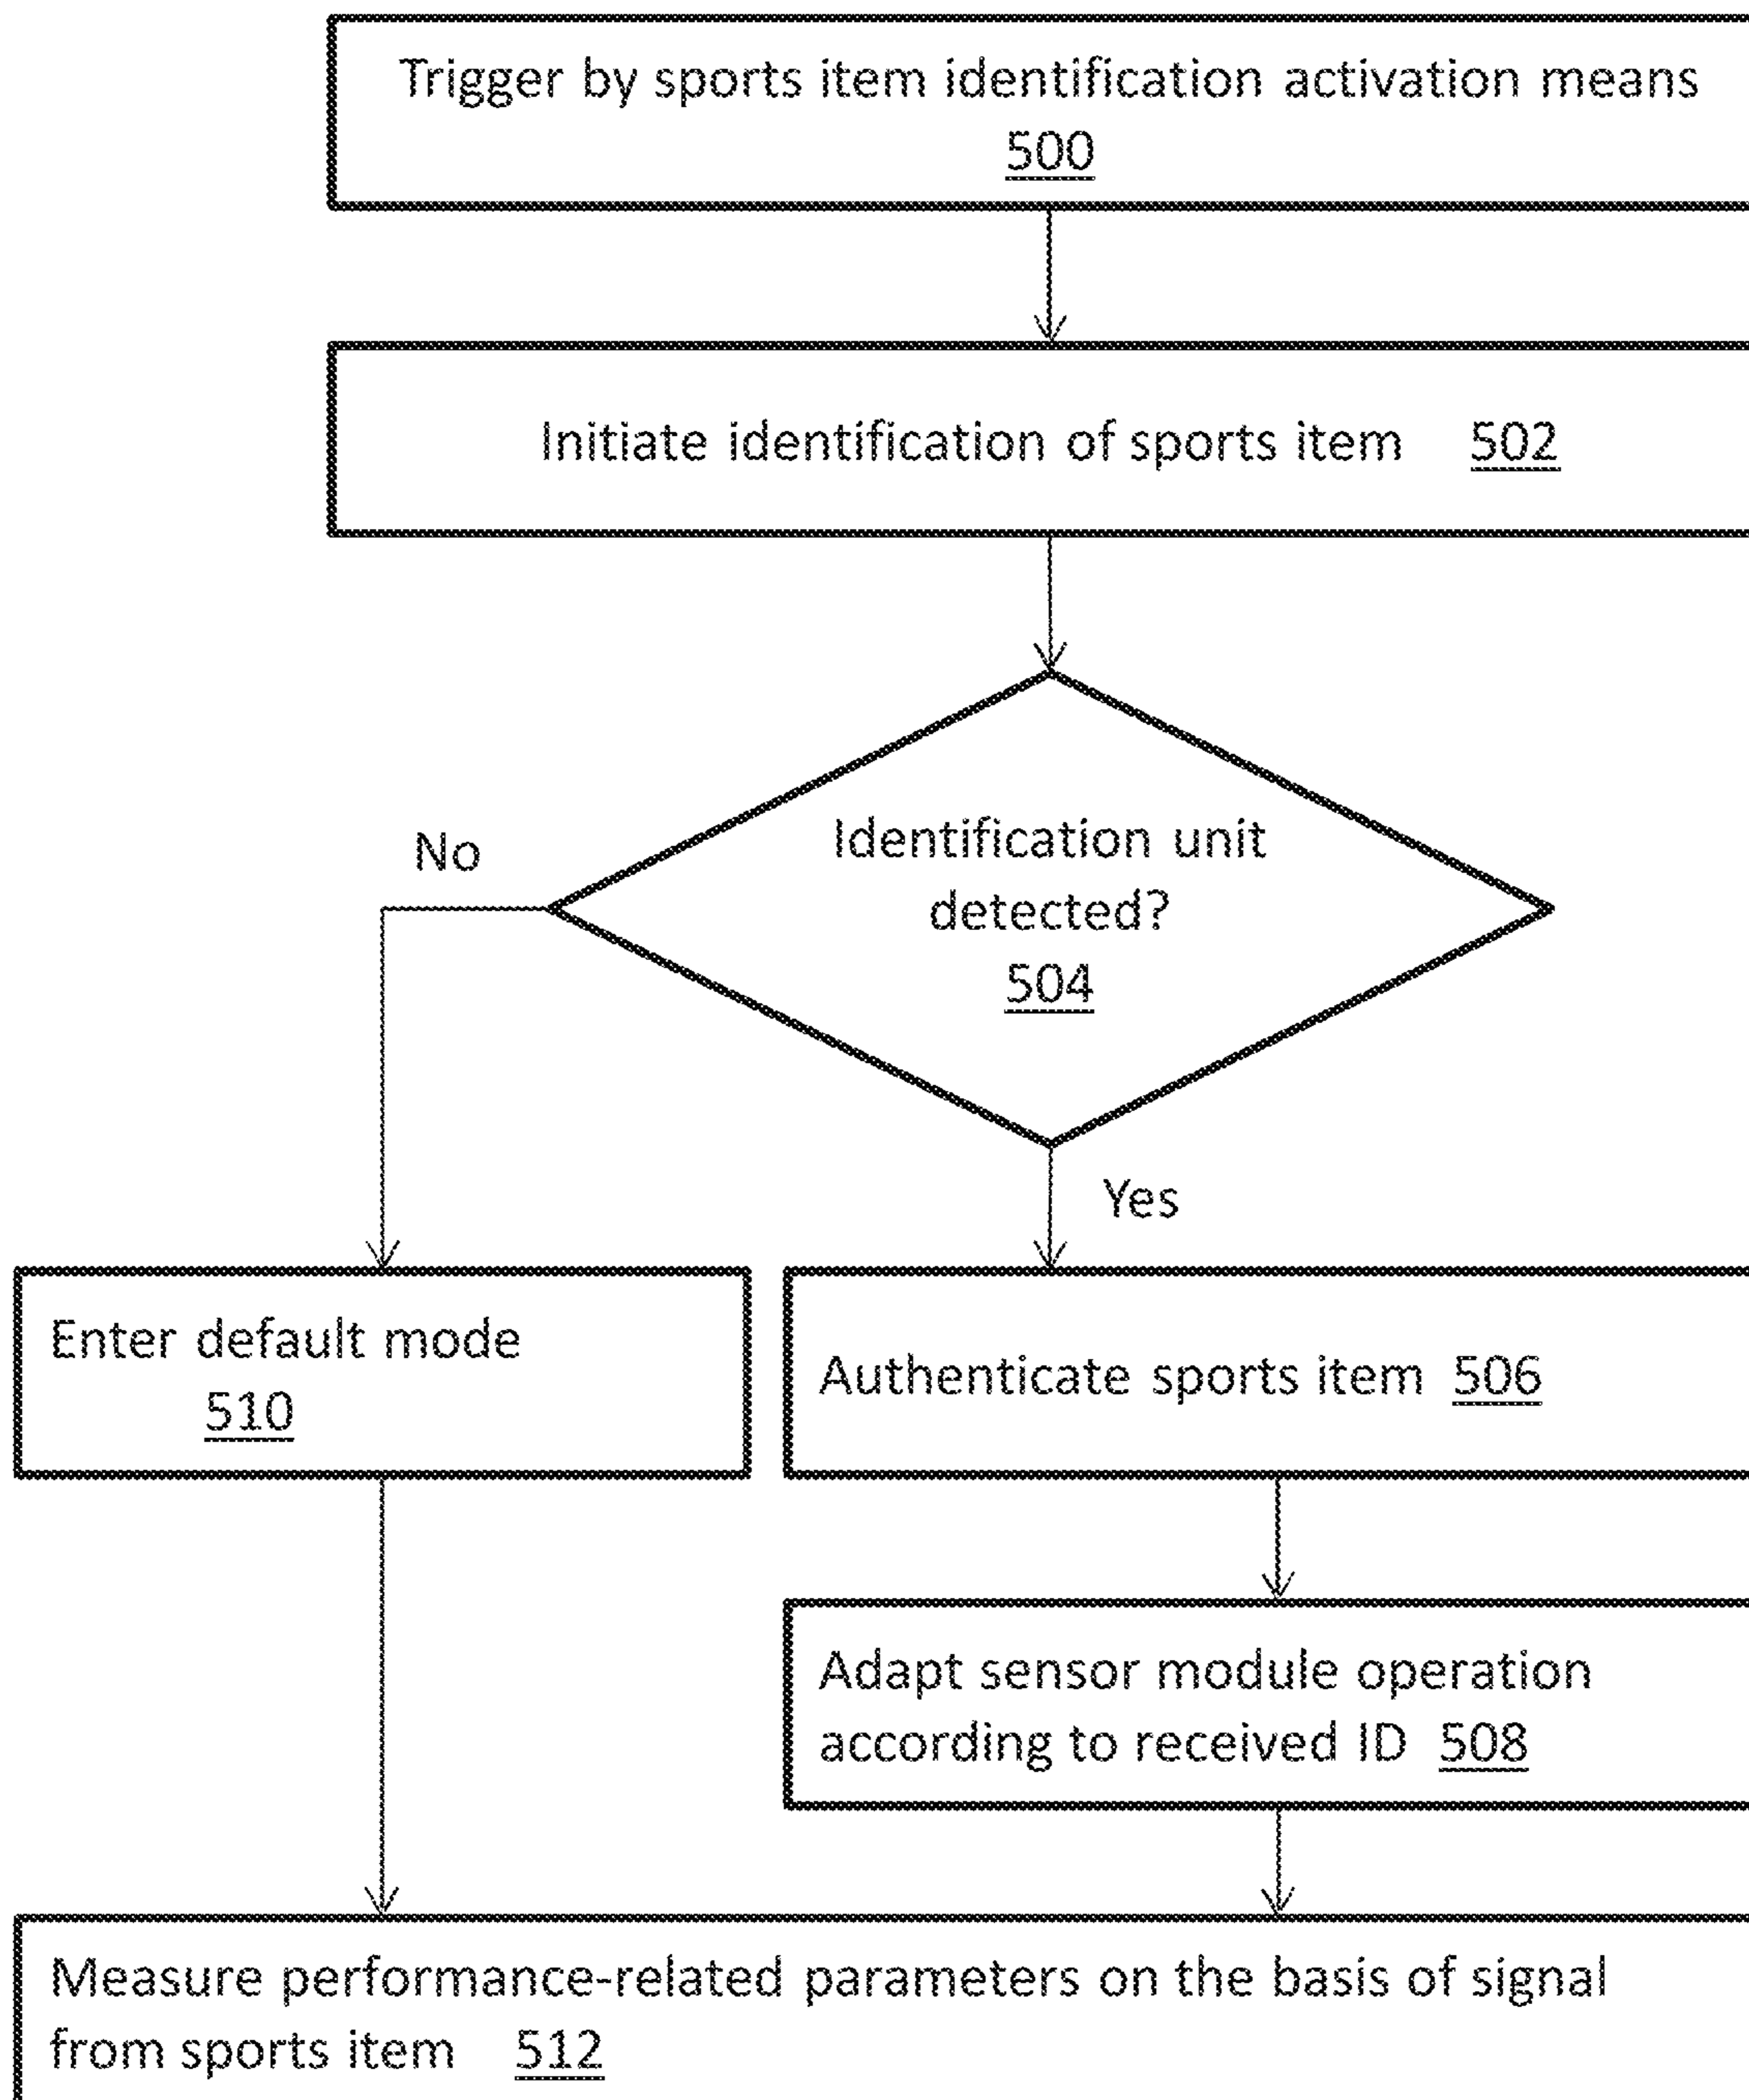 Trigger by sports item identification activation means
500
Initiate identification of sports item 502
Identification unit
detected?
504
No
Yes
Enter default mode
510
Authenticate sports item 506
Adapt sensor module operation
according to received ID 508
Measure performance-related parameters on the basis of signal
from sports item 512